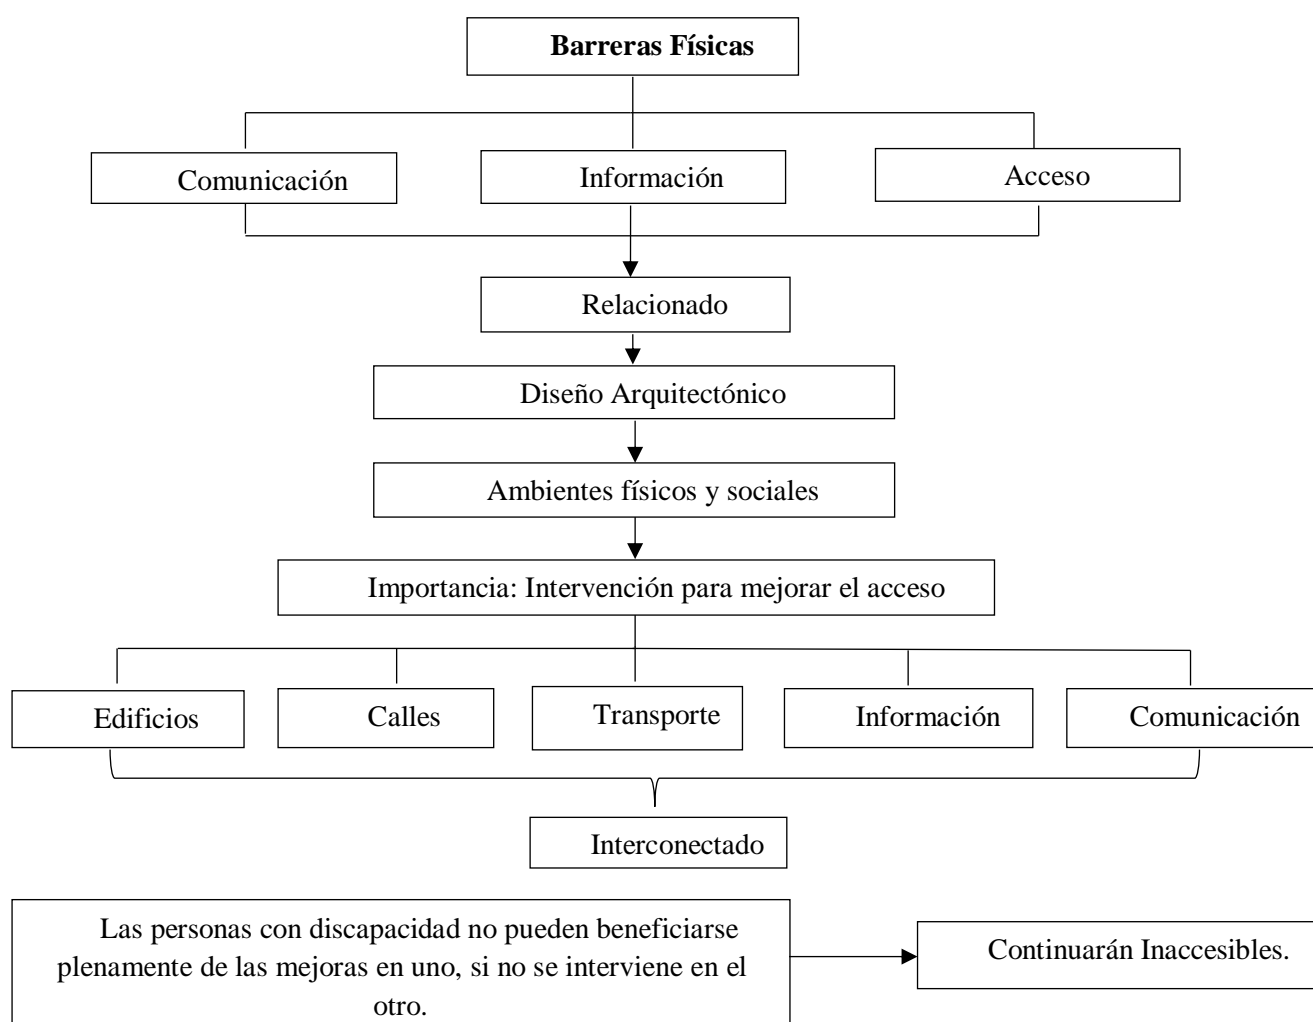 Barreras Físicas
Comunicación
Información
Acceso
Relacionado
Diseño Arquitectónico
Ambientes físicos y sociales
Importancia: Intervención para mejorar el acceso
Edificios
Calles
Transporte
Información
Comunicación
Interconectado
Las personas con discapacidad no pueden beneficiarse
plenamente de las mejoras en uno, si no se interviene en el
otro.
Continuarán Inaccesibles.